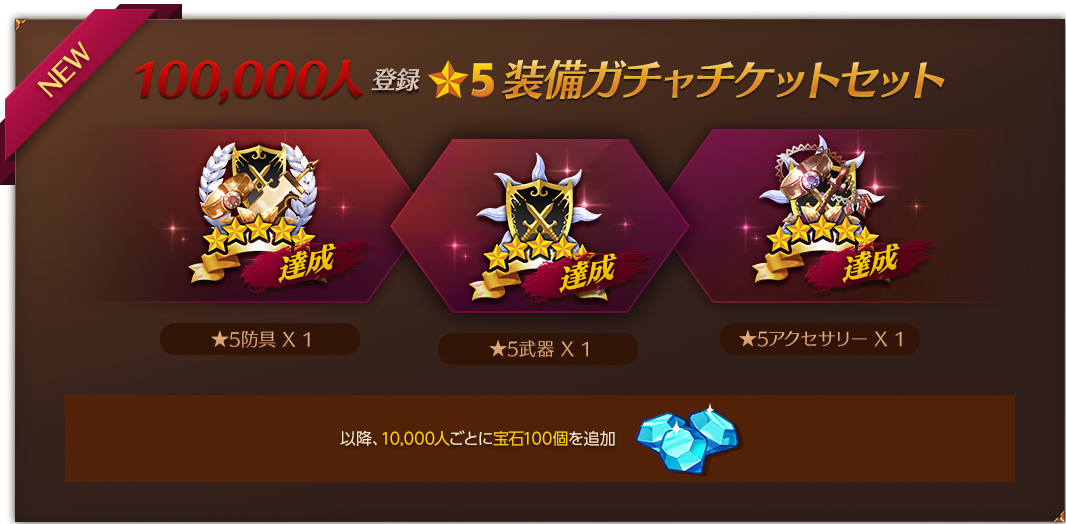 NEW
100,000人 登録 ★5 装備ガチャチケットセット
達成
達成
達成
★5防具 X 1
★5武器 X 1
★5アクセサリー X 1
以降、10,000人ごとに宝石100個を追加